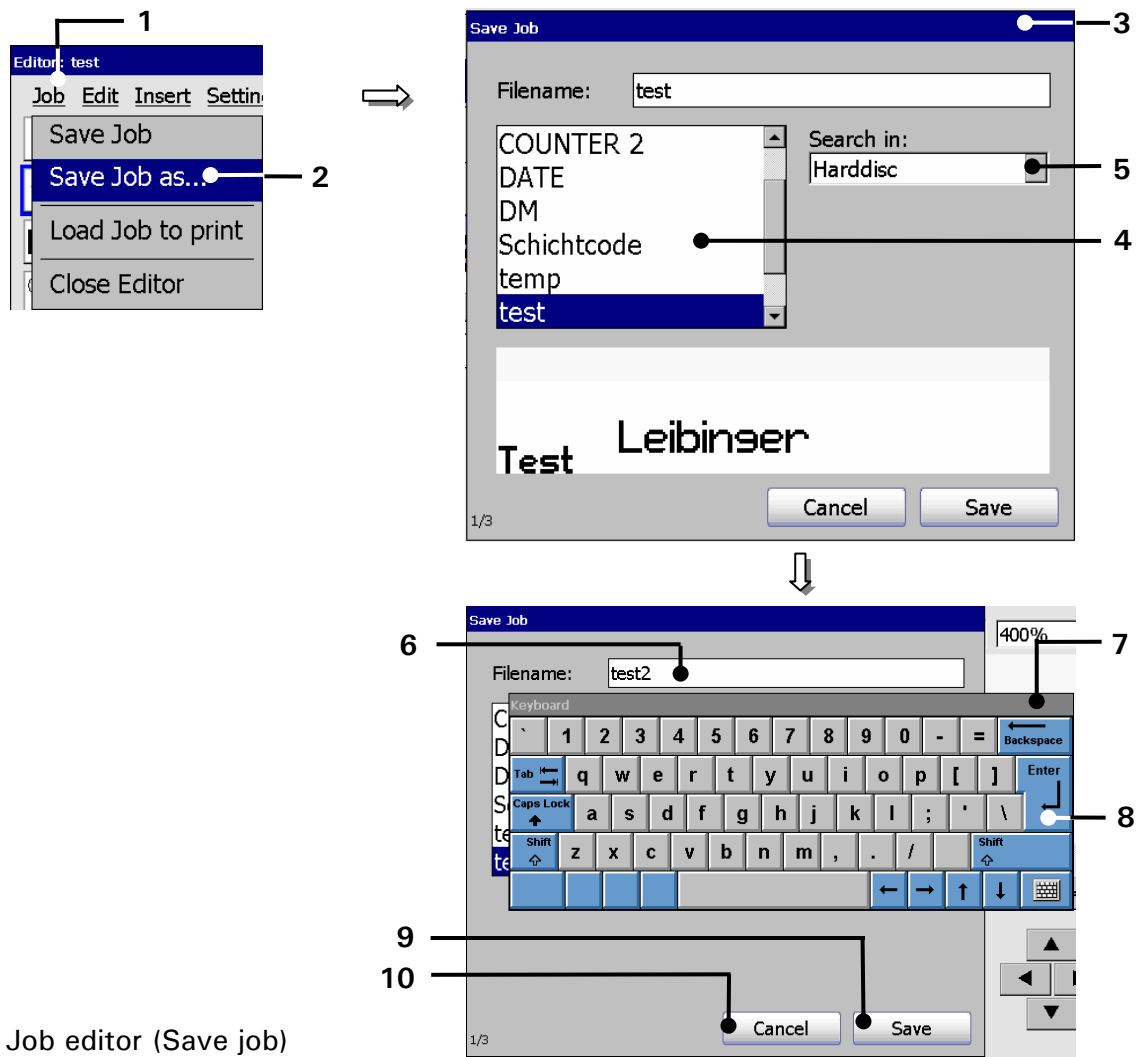 1
Editor: test
Job Edit Insert
Save Job
Save Job as...
2
Load Job to print
Close Editor
Save Job
3
Filename: test
COUNTER 2
DATE
DM
Schichtcode
temp
test
Search in:
Harddisc
5
4
Test Leibinger
Cancel Save
1/3
Save Job
400%
6
7
Filename: test2
Keyboard
` 1 2 3 4 5 6 7 8 9 0 - = Backspace
Tab q w e r t y u i o p [ ] Enter
Caps Lock a s d f g h j k l ; ' \
8
Shift z x c v b n m , . / Shift
9
10
Cancel Save
1/3
Job editor (Save job)